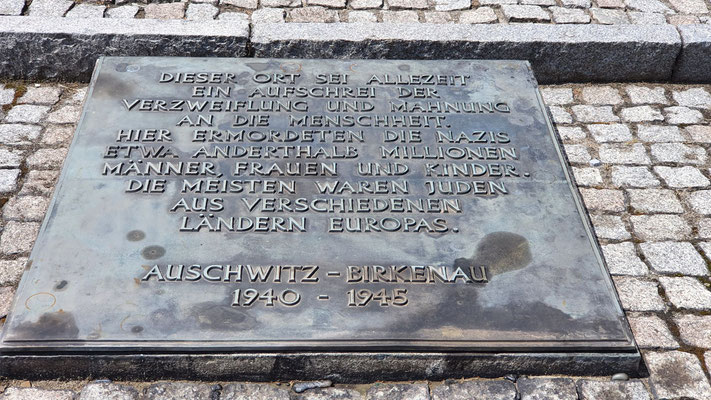 DIESER ORT SEI ALLEZEIT
EIN AUFSCHREI DER
VERZWEIFLUNG UND MAHNUNG
AN DIE MENSCHHEIT.
HIER ERMORDETEN DIE NAZIS
ETWA ANDERTHALB MILLIONEN
MÄNNER, FRAUEN UND KINDER.
DIE MEISTEN WAREN JUDEN
AUS VERSCHIEDENEN
LÄNDERN EUROPAS.
AUSCHWITZ - BIRKENAU
1940 - 1945